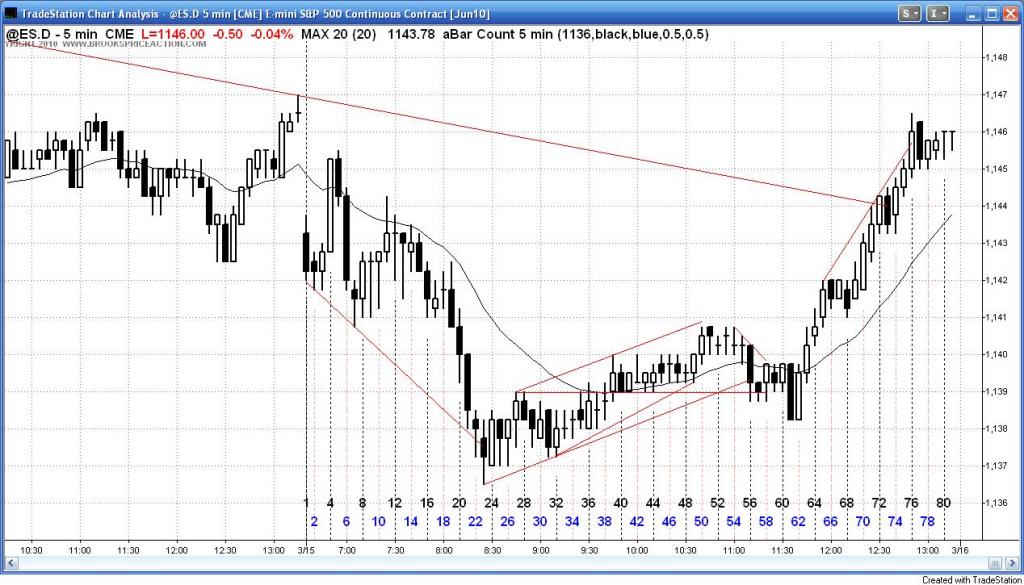 TradeStation Chart Analysis - @ES.D 5 min [CME] E-mini S&P 500 Continuous Contract [Jun10]
S I
@ES.D - 5 min CME L=1146.00 -0.50 -0.04% MAX 20 (20) 1143.78 aBar Count 5 min (1136,black,blue,0.5,0.5)
2010 WWW.BROOKSPRICEACTION.COM
1,148
1,147
1,146
1,145
1,144
1,143
1,142
1,141
1,140
1,139
1,138
1,137
1,136
1 4 8 12 16 20 24 28 32 36 40 44 48 52 56 60 64 68 72 76 80
2 6 10 14 18 22 26 30 34 38 42 46 50 54 58 62 66 70 74 78
10:30 11:00 11:30 12:00 12:30 13:00 3/15 7:00 7:30 8:00 8:30 9:00 9:30 10:00 10:30 11:00 11:30 12:00 12:30 13:00 3/16
Created with TradeStation